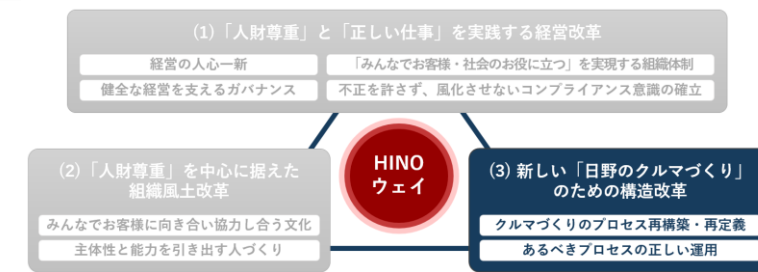 (1)「人財尊重」と「正しい仕事」を実践する経営改革
経営の人心一新
「みんなでお客様・社会のお役に立つ」を実現する組織体制
健全な経営を支えるガバナンス
不正を許さず、風化させないコンプライアンス意識の確立
HINO
ウェイ
(2)「人財尊重」を中心に据えた
組織風土改革
みんなでお客様に向き合い協力し合う文化
主体性と能力を引き出す人づくり
(3) 新しい「日野のクルマづくり」
のための構造改革
クルマづくりのプロセス再構築・再定義
あるべきプロセスの正しい運用